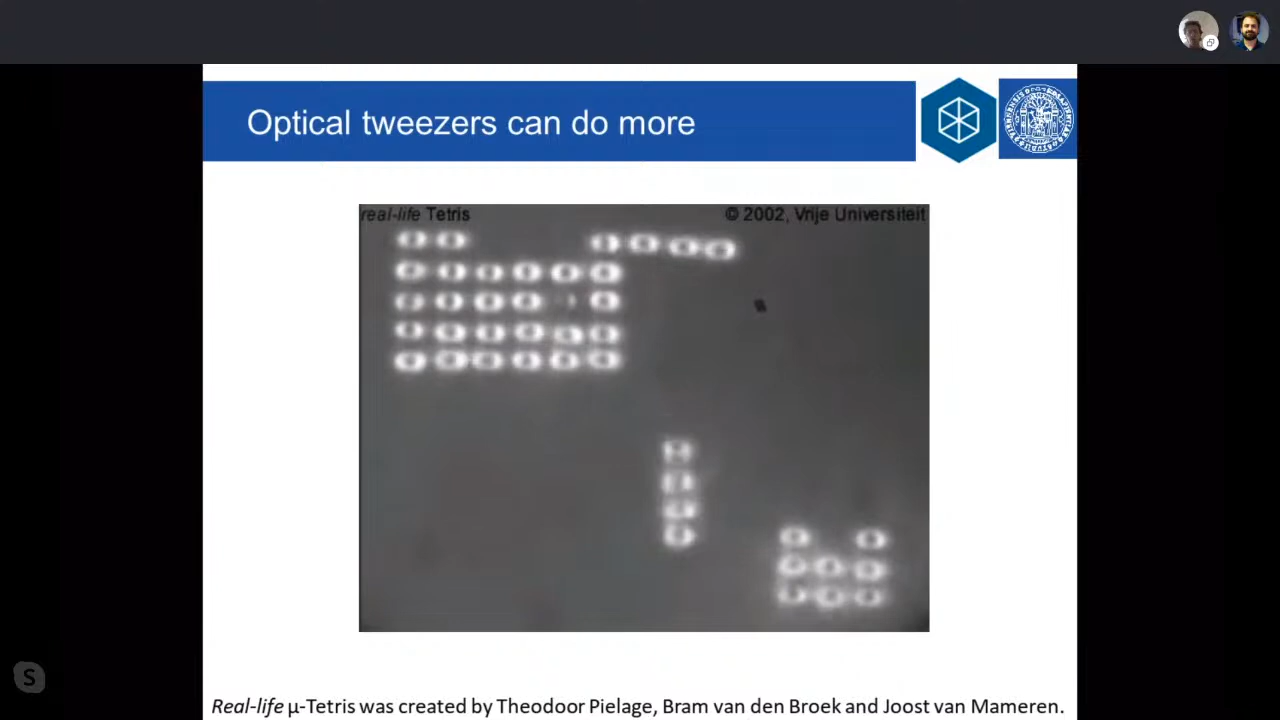 Optical tweezers can do more
real-life Tetris
© 2002, Vrije Universiteit
S
Real-life μ-Tetris was created by Theodoor Pielage, Bram van den Broek and Joost van Mameren.